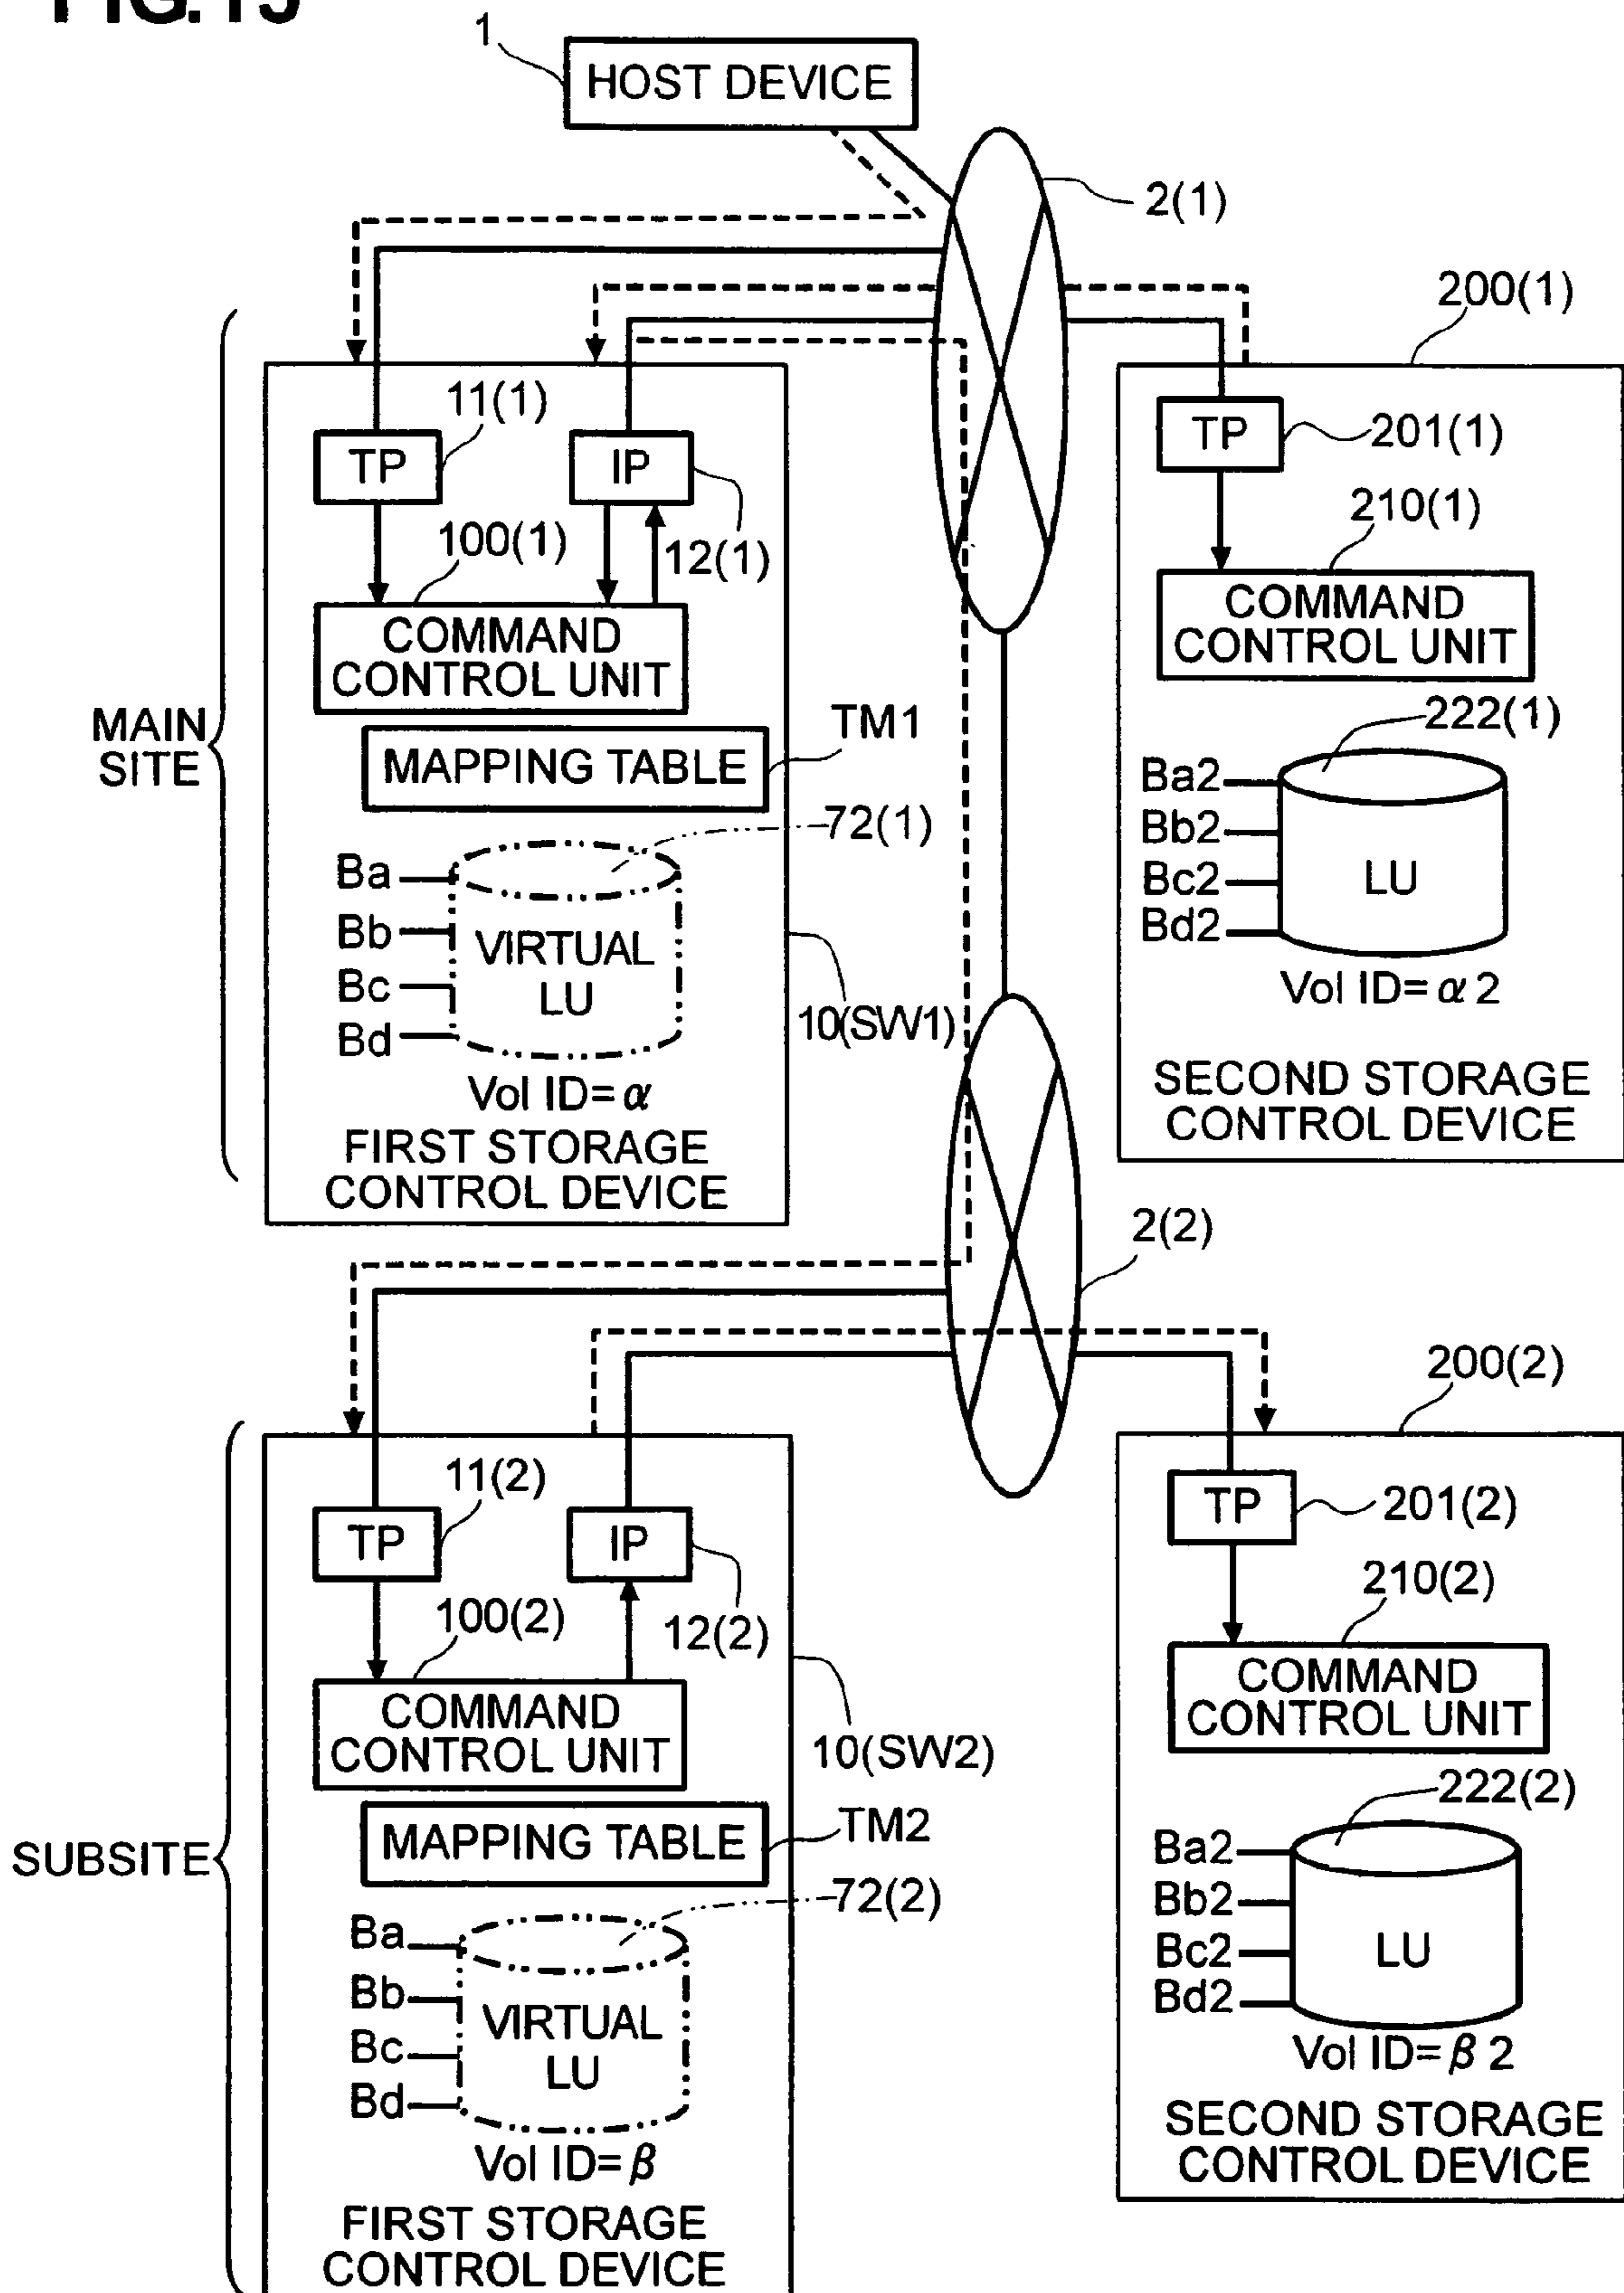 1
HOST DEVICE
2(1)
200(1)
11(1)
TP
IP
TP
201(1)
100(1)
12(1)
210(1)
COMMAND
CONTROL UNIT
COMMAND
CONTROL UNIT
MAIN
SITE
TM1
MAPPING TABLE
222(1)
72(1)
Ba2
Bb2
Bc2
Bd2
LU
Vol ID=α2
Ba
Bb
Bc
Bd
VIRTUAL
LU
10(SW1)
Vol ID=α
SECOND STORAGE
CONTROL DEVICE
FIRST STORAGE
CONTROL DEVICE
2(2)
200(2)
11(2)
TP
IP
TP
201(2)
100(2)
12(2)
210(2)
COMMAND
CONTROL UNIT
COMMAND
CONTROL UNIT
10(SW2)
SUBSITE
MAPPING TABLE
TM2
222(2)
72(2)
Ba2
Bb2
Bc2
Bd2
LU
Vol ID=β2
Ba
Bb
Bc
Bd
VIRTUAL
LU
Vol ID=β
SECOND STORAGE
CONTROL DEVICE
FIRST STORAGE
CONTROL DEVICE